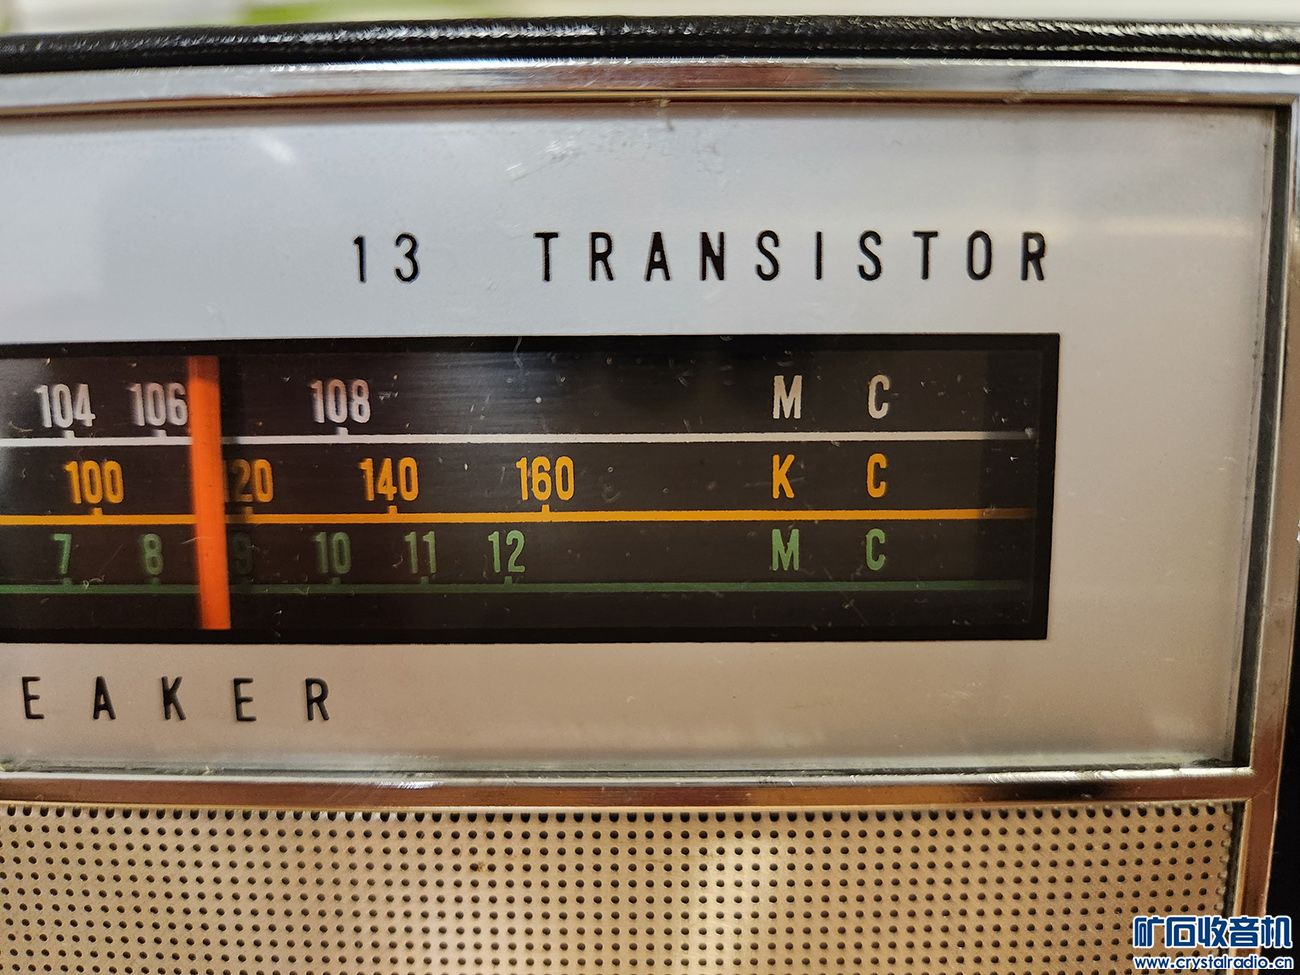 13 TRANSISTOR
104 106 108 MC
100 120 140 160 KC
7 8 9 10 11 12 MC
EAKER
矿石收音机
www.crystalradio.cn